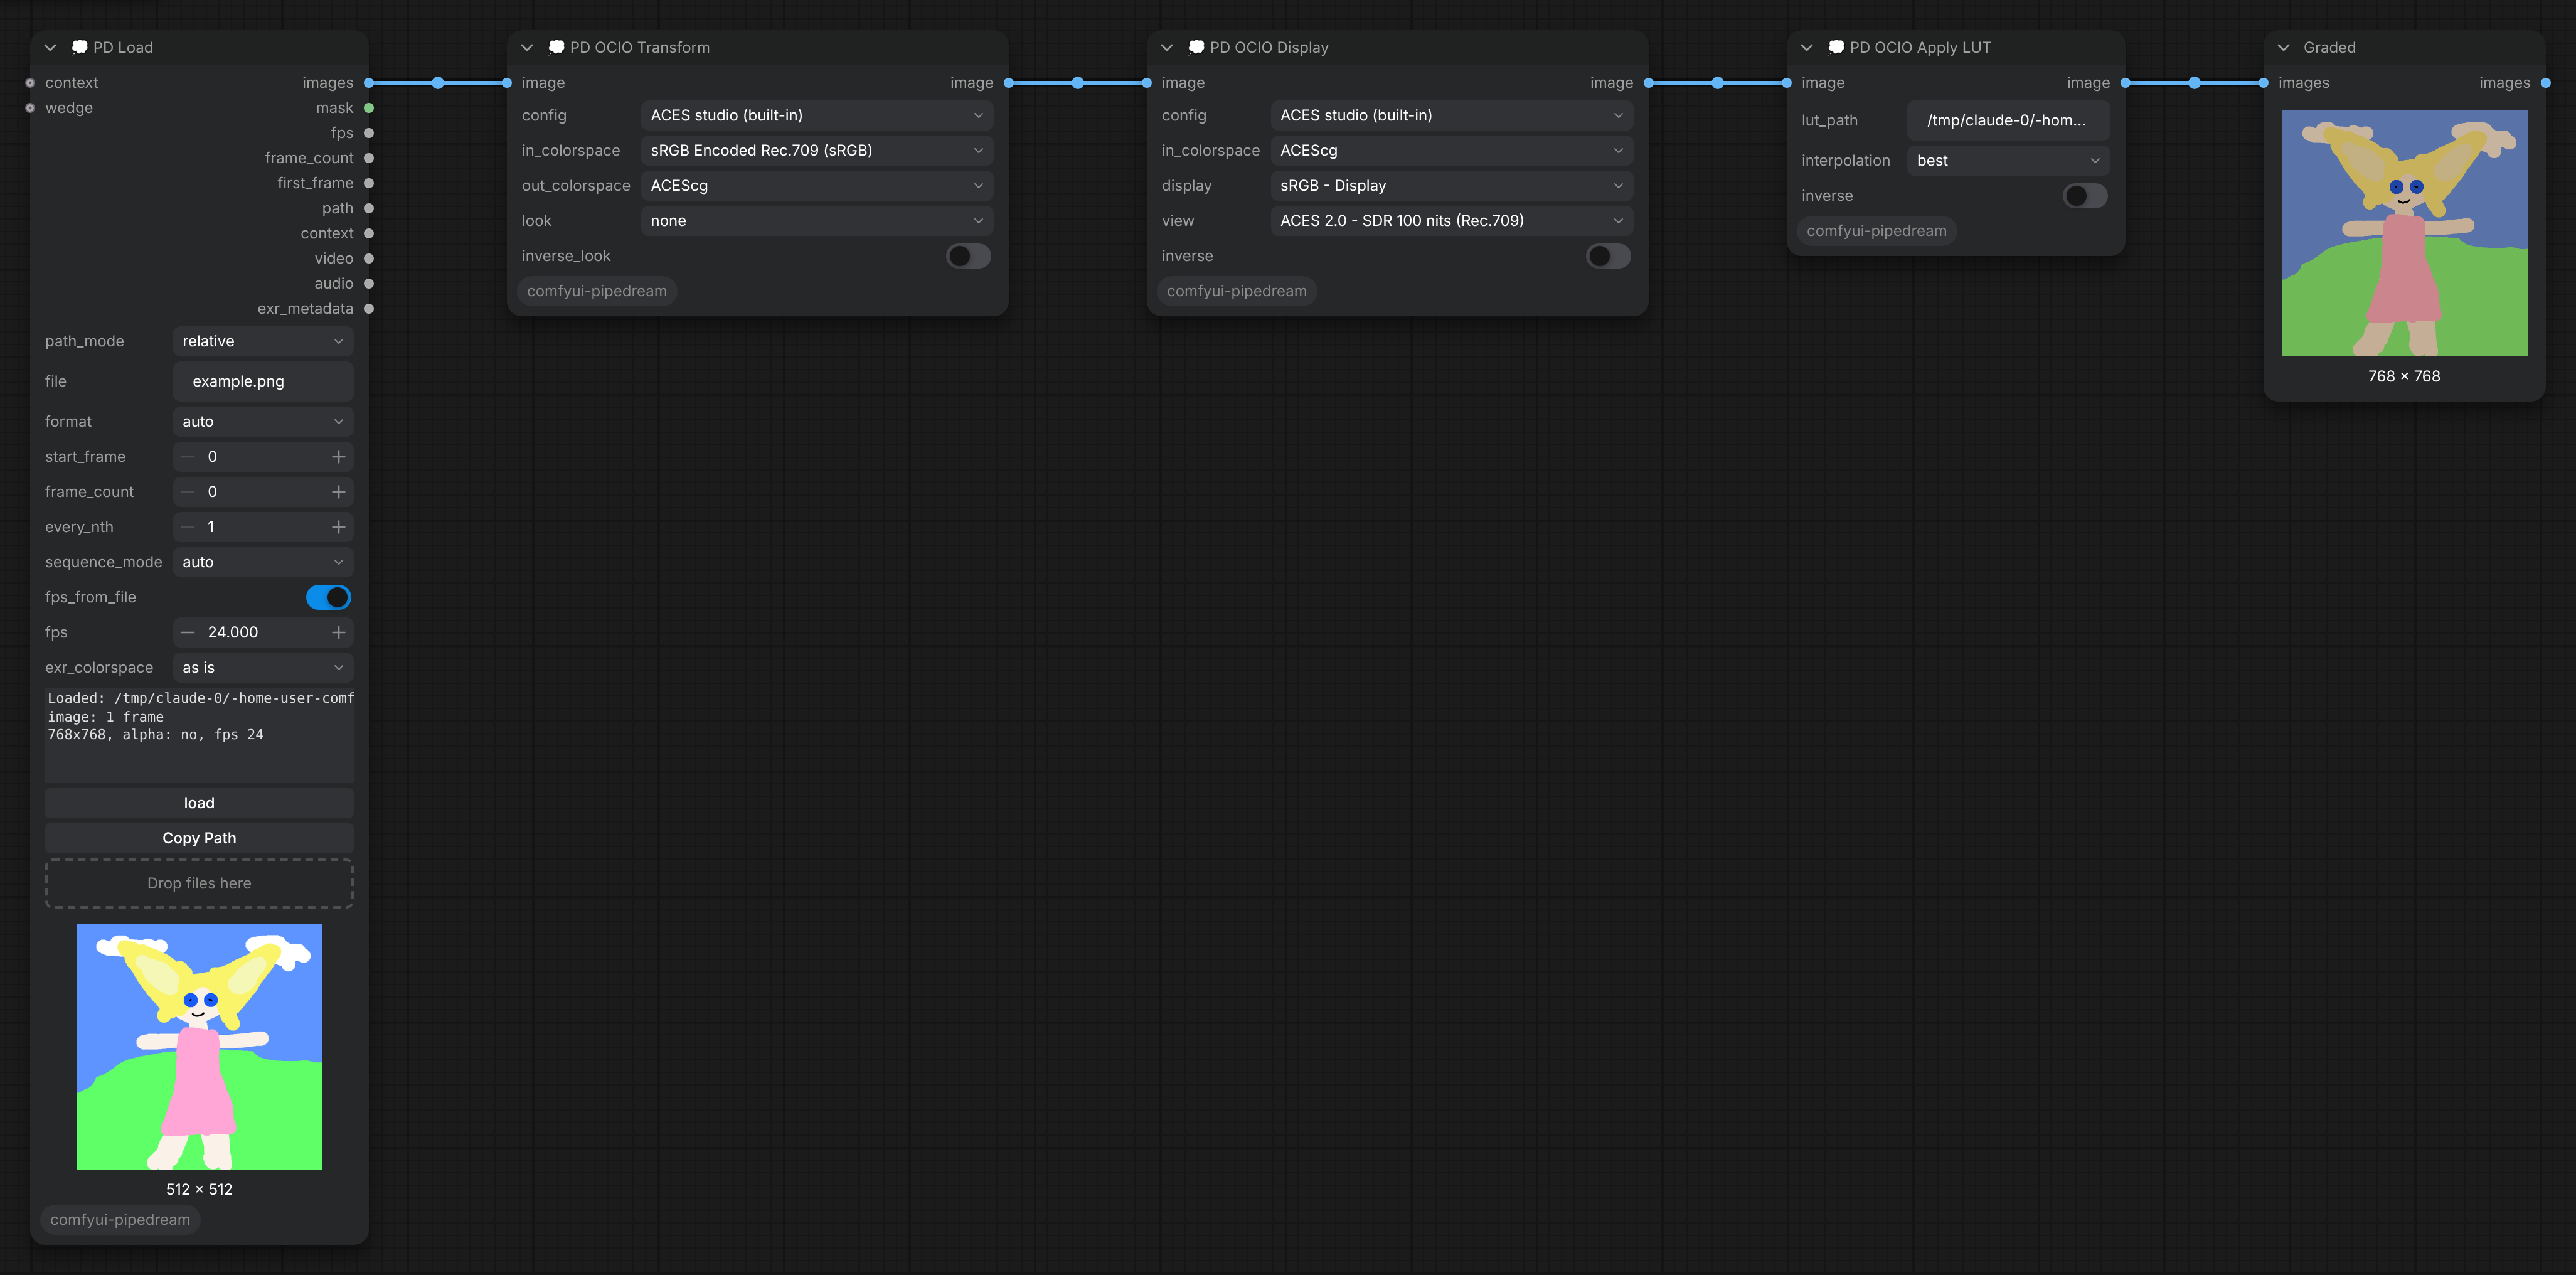 PD Load
context images
wedge mask
fps
frame_count
first_frame
path
context
video
audio
exr_metadata
path_mode relative
file example.png
format auto
start_frame 0
frame_count 0
every_nth 1
sequence_mode auto
fps_from_file
fps 24.000
exr_colorspace as is
Loaded: /tmp/claude-0/-home-user-comf
image: 1 frame
768x768, alpha: no, fps 24
load
Copy Path
Drop files here
512 × 512
comfyui-pipedream
PD OCIO Transform
image image
config ACES studio (built-in)
in_colorspace sRGB Encoded Rec.709 (sRGB)
out_colorspace ACEScg
look none
inverse_look
comfyui-pipedream
PD OCIO Display
image image
config ACES studio (built-in)
in_colorspace ACEScg
display sRGB - Display
view ACES 2.0 - SDR 100 nits (Rec.709)
inverse
comfyui-pipedream
PD OCIO Apply LUT
image image
lut_path /tmp/claude-0/-hom...
interpolation best
inverse
comfyui-pipedream
Graded
images images
768 × 768